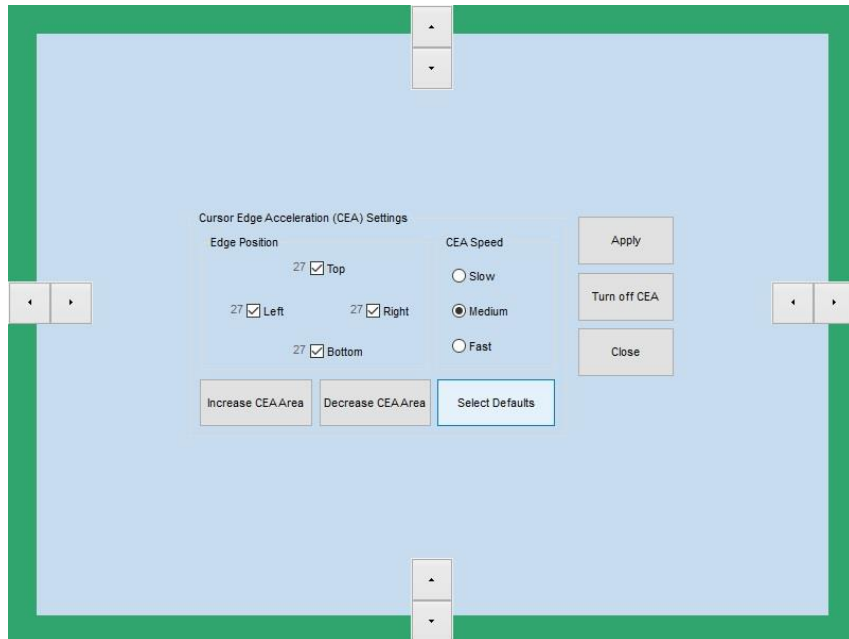 Cursor Edge Acceleration (CEA) Settings
Edge Position
CEA Speed
Apply
27 Top
Slow
27 Left
27 Right
Medium
Turn off CEA
27 Bottom
Fast
Close
Increase CEA Area
Decrease CEA Area
Select Defaults